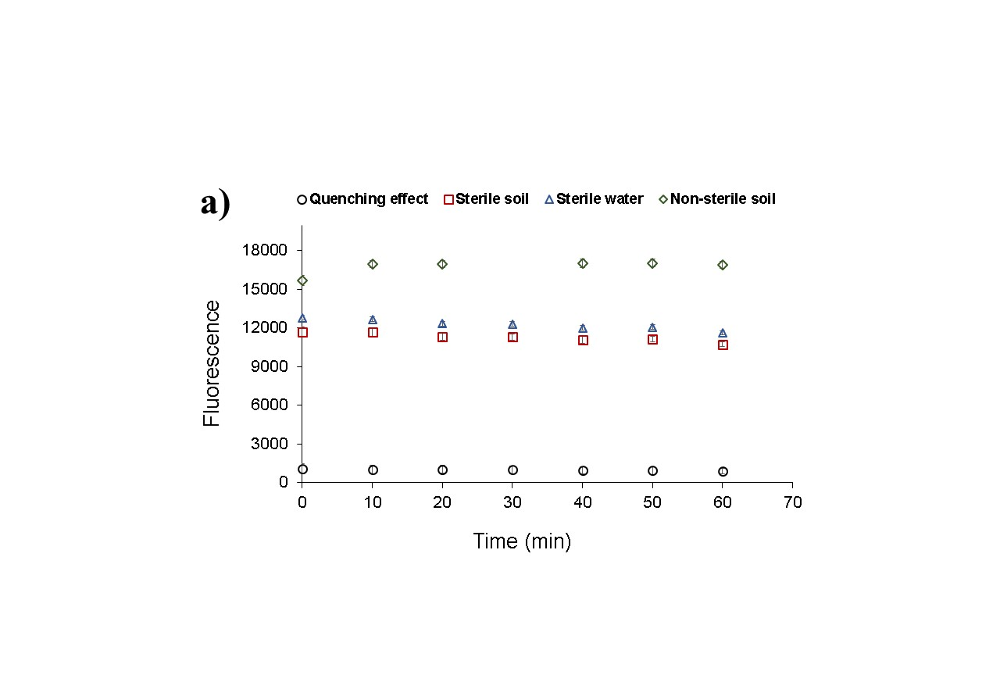 a)
Quenching effect Sterile soil Sterile water Non-sterile soil
18000
15000
12000
9000
6000
3000
0
Fluorescence
0 10 20 30 40 50 60 70
Time (min)